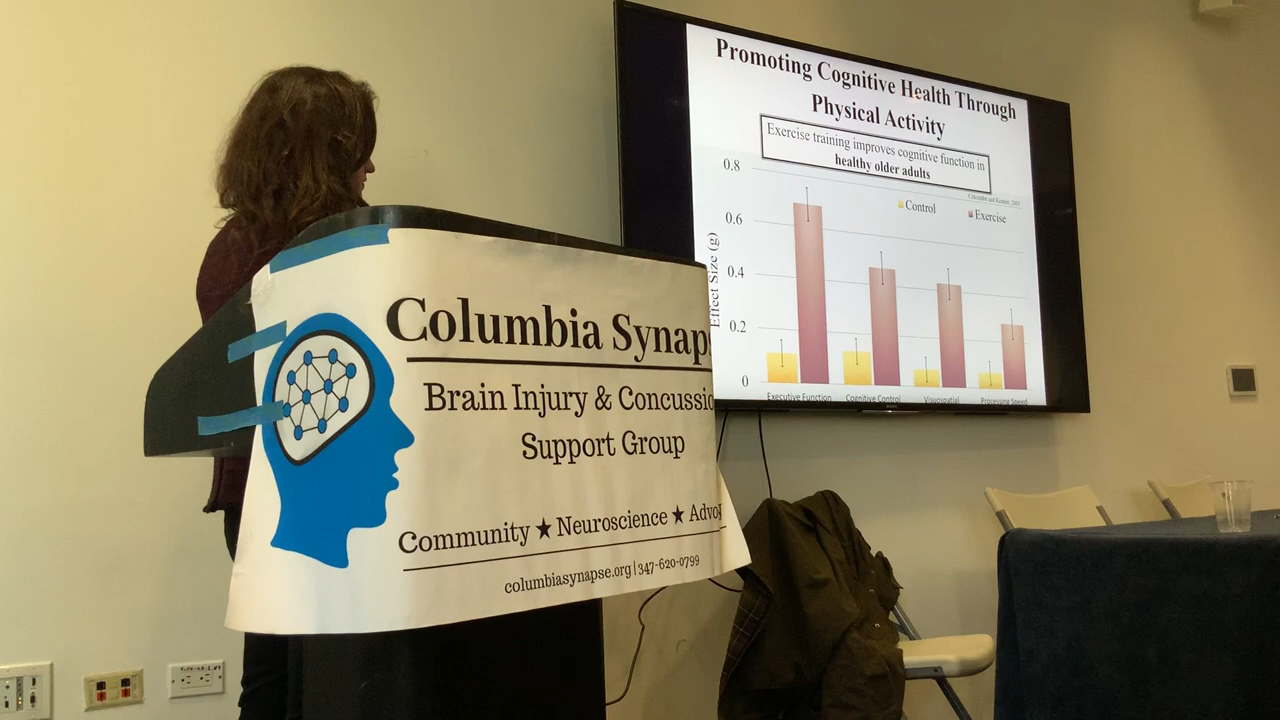 Promoting Cognitive Health Through
Physical Activity
Exercise training improves cognitive function in
healthy older adults
Control
Exercise
Effect Size (g)
0.8
0.6
0.4
0.2
0
Executive Function
Cognitive Control
Visuospatial
Processing Speed
Columbia Synaps
Brain Injury & Concussio
Support Group
Community ★ Neuroscience ★ Advo
columbiasynapse.org | 347-620-0799